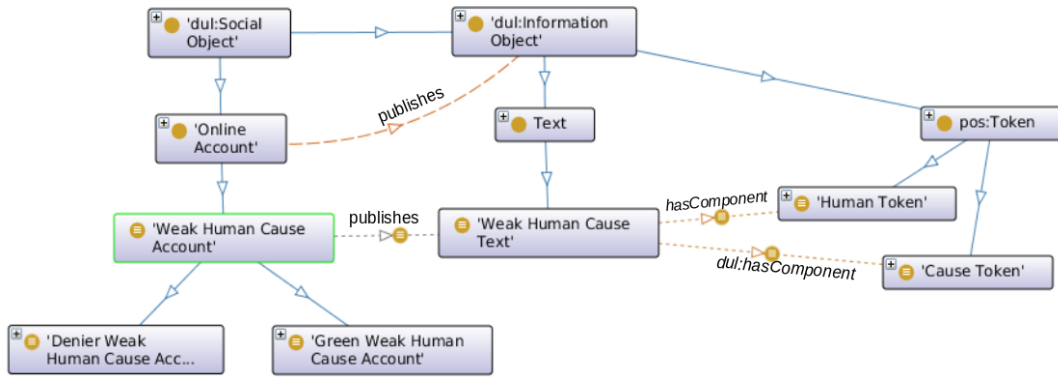 'dul:Social
Object'
'dul:Information
Object'
publishes
'Online
Account'
Text
pos:Token
'Weak Human Cause
Account'
publishes
'Weak Human Cause
Text'
hasComponent
'Human Token'
dul:hasComponent
'Cause Token'
'Denier Weak
Human Cause Acc...
'Green Weak Human
Cause Account'